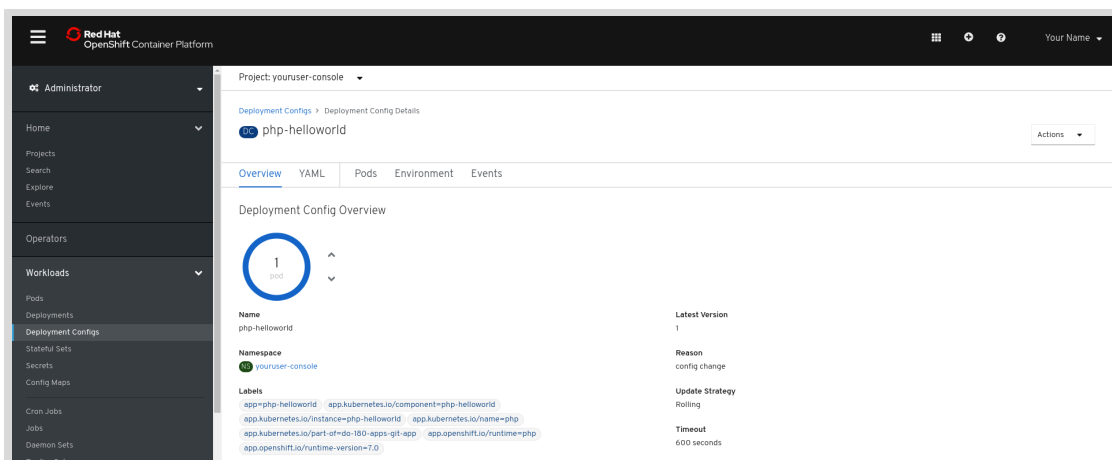 Red Hat
OpenShift Container Platform
Your Name
Administrator
Home
Projects
Search
Explore
Events
Operators
Workloads
Pods
Deployments
Deployment Configs
Stateful Sets
Secrets
Config Maps
Cron Jobs
Jobs
Daemon Sets
Project: youruser-console
Deployment Configs > Deployment Config Details
DC php-helloworld
Actions
Overview YAML Pods Environment Events
Deployment Config Overview
1
pod
Name
php-helloworld
Namespace
NS youruser-console
Labels
app=php-helloworld app.kubernetes.io/component=php-helloworld
app.kubernetes.io/instance=php-helloworld app.kubernetes.io/name=php
app.kubernetes.io/part-of=do-180-apps-git-app app.openshift.io/runtime=php
app.openshift.io/runtime-version=7.0
Latest Version
1
Reason
config change
Update Strategy
Rolling
Timeout
600 seconds